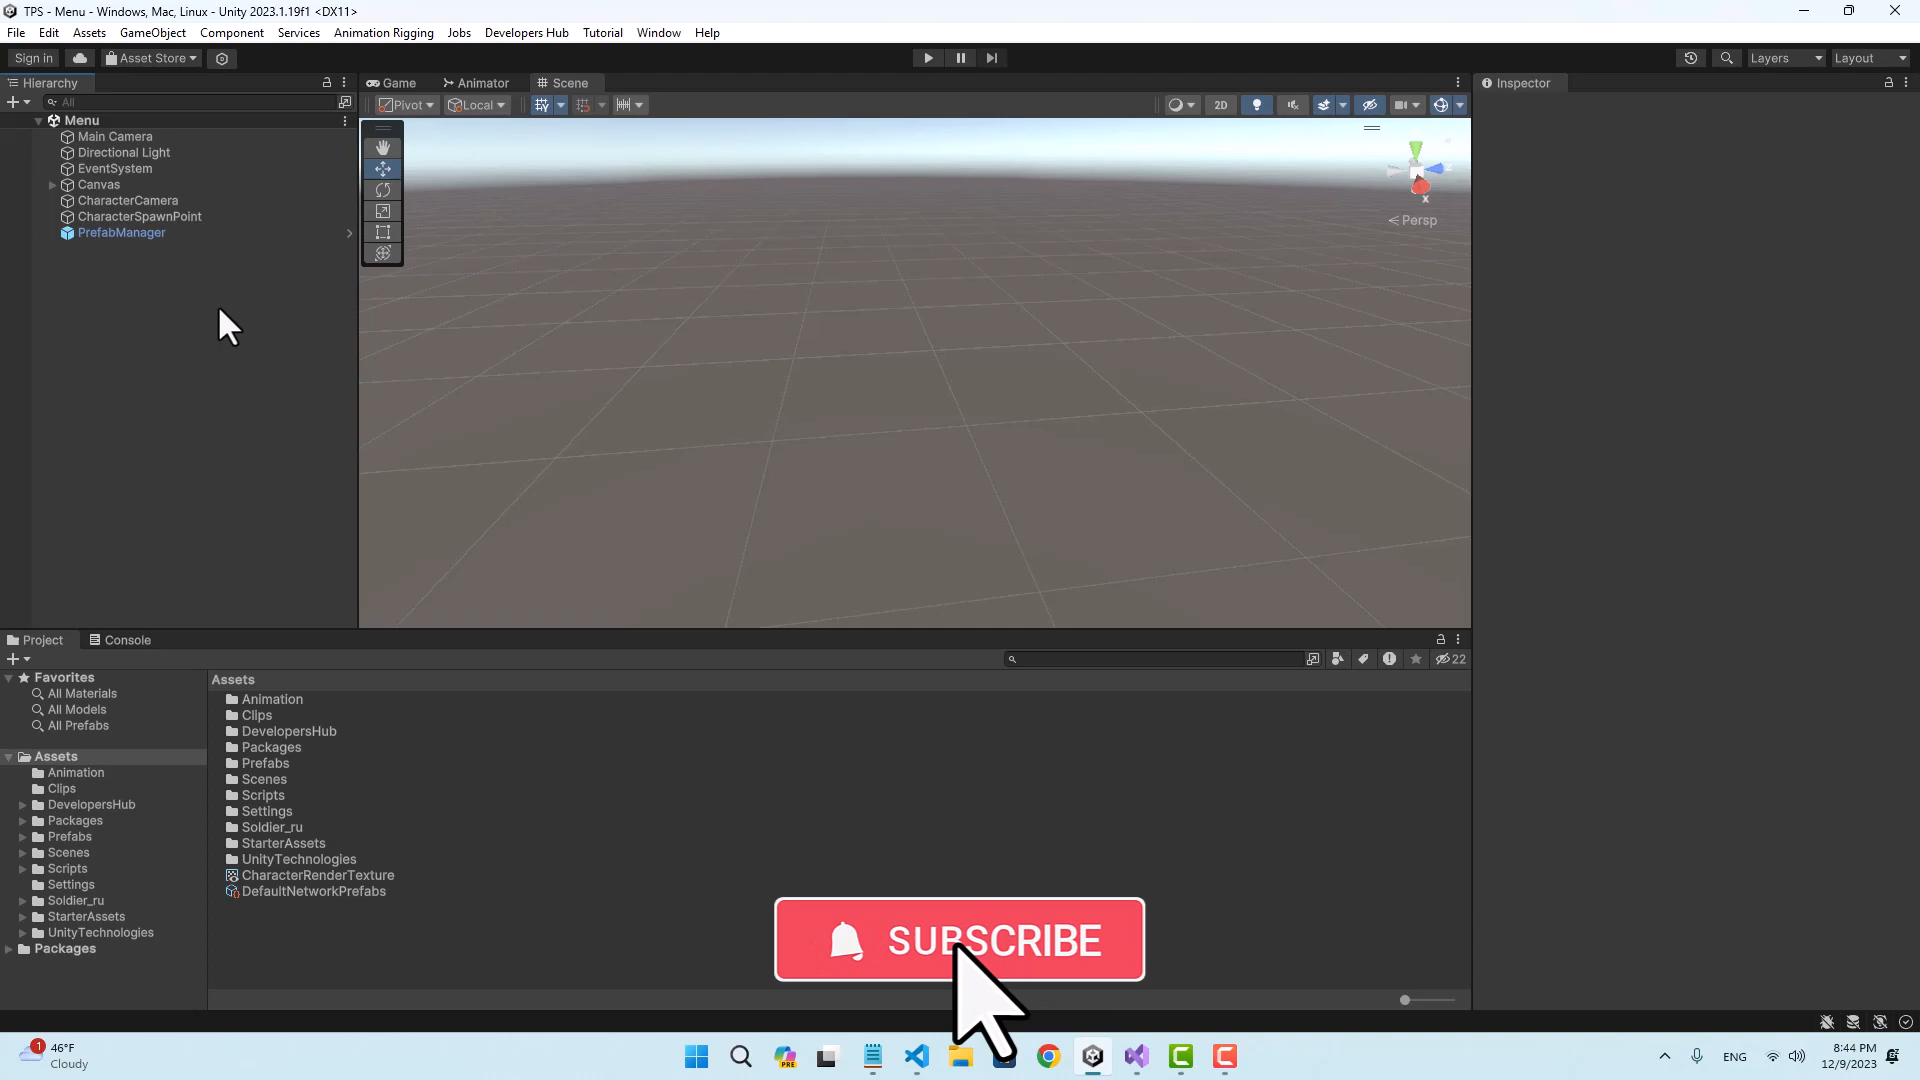 TPS - Menu - Windows, Mac, Linux - Unity 2023.1.19f1 <DX11>
File Edit Assets GameObject Component Services Animation Rigging Jobs Developers Hub Tutorial Window Help
Sign in Asset Store Layers Layout
Hierarchy
All
Menu
Main Camera
Directional Light
EventSystem
Canvas
CharacterCamera
CharacterSpawnPoint
PrefabManager
Game Animator Scene
Pivot Local 2D
x
Persp
Inspector
Project Console
22
Favorites
All Materials
All Models
All Prefabs
Assets
Animation
Clips
DevelopersHub
Packages
Prefabs
Scenes
Scripts
Settings
Soldier_ru
StarterAssets
UnityTechnologies
Packages
Assets
Animation
Clips
DevelopersHub
Packages
Prefabs
Scenes
Scripts
Settings
Soldier_ru
StarterAssets
UnityTechnologies
CharacterRenderTexture
DefaultNetworkPrefabs
SUBSCRIBE
1
46°F
Cloudy
PRE
ENG
8:44 PM
12/9/2023